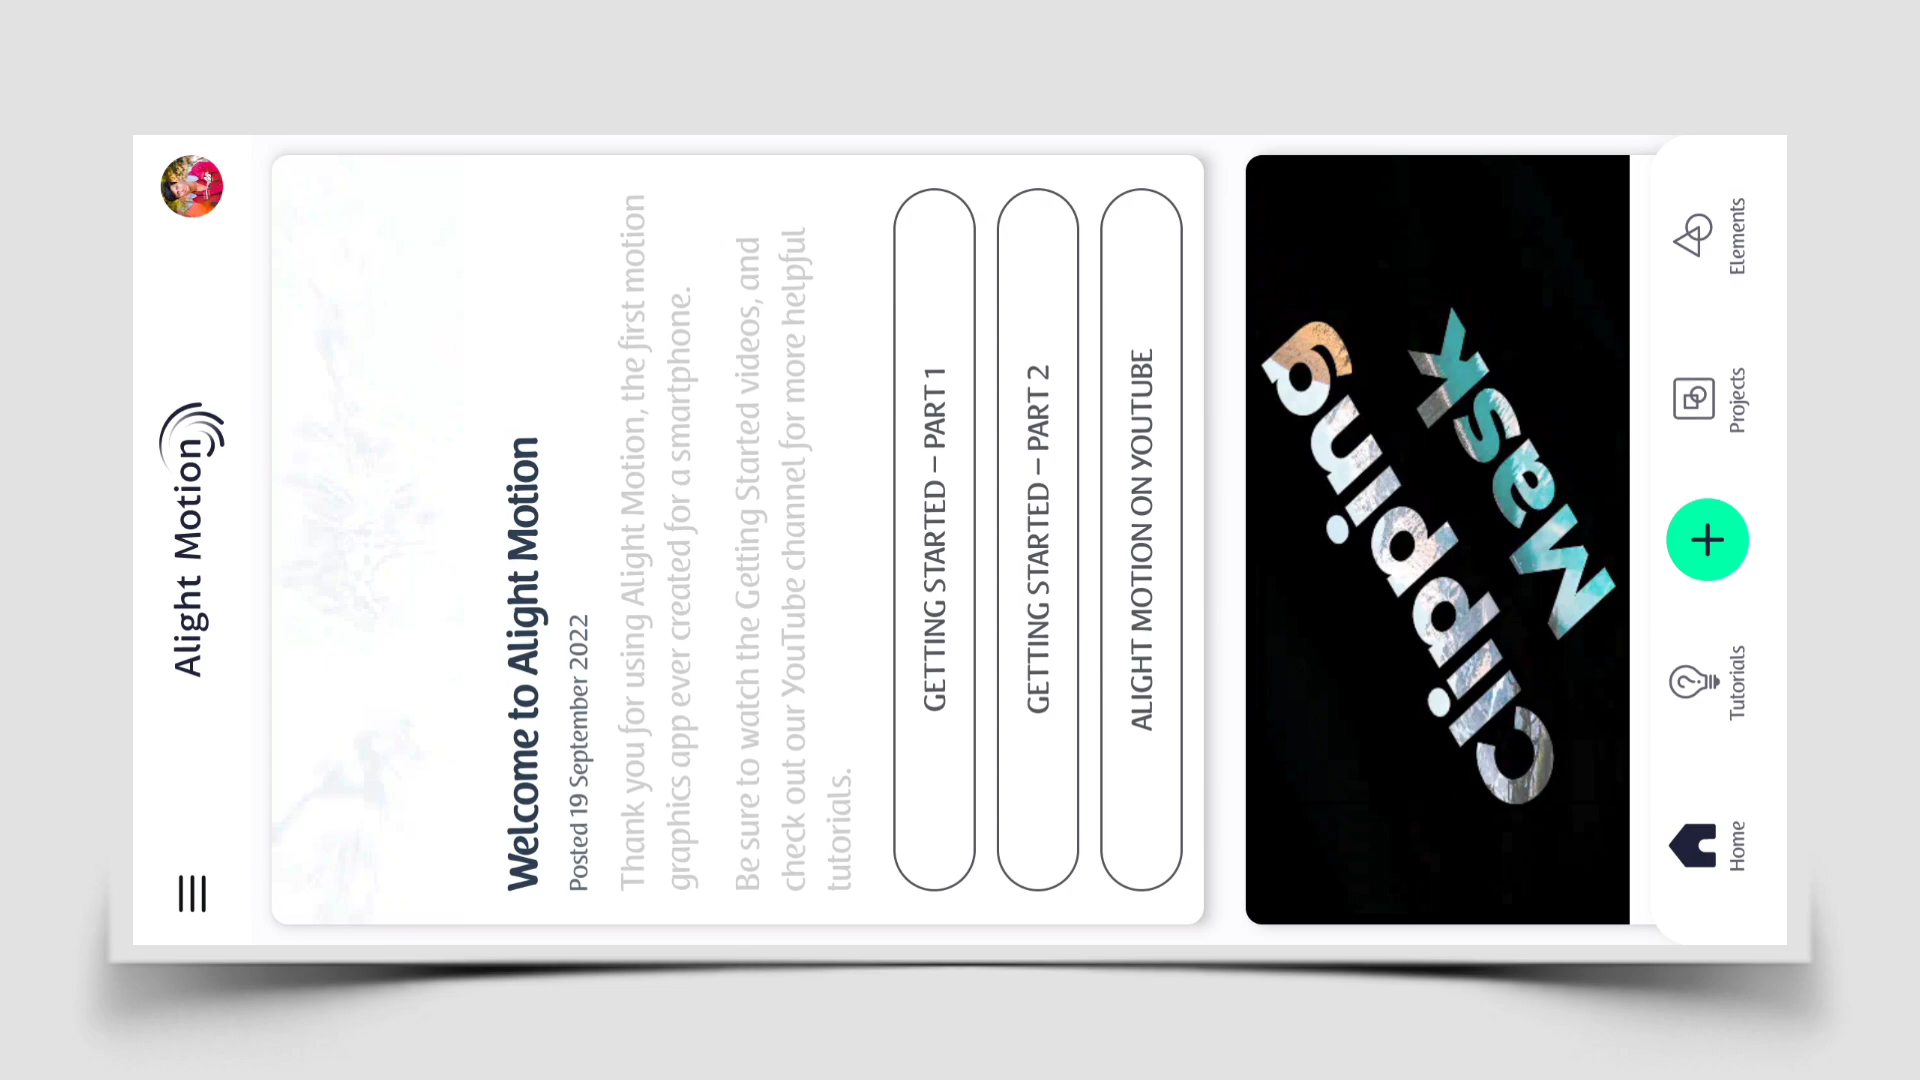 Alight Motion
Welcome to Alight Motion
Posted 19 September 2022
Thank you for using Alight Motion, the first motion
graphics app ever created for a smartphone.
Be sure to watch the Getting Started videos, and
check out our YouTube channel for more helpful
tutorials.
GETTING STARTED – PART 1
GETTING STARTED – PART 2
ALIGHT MOTION ON YOUTUBE
Clipping
Mask
Home
Tutorials
Projects
Elements